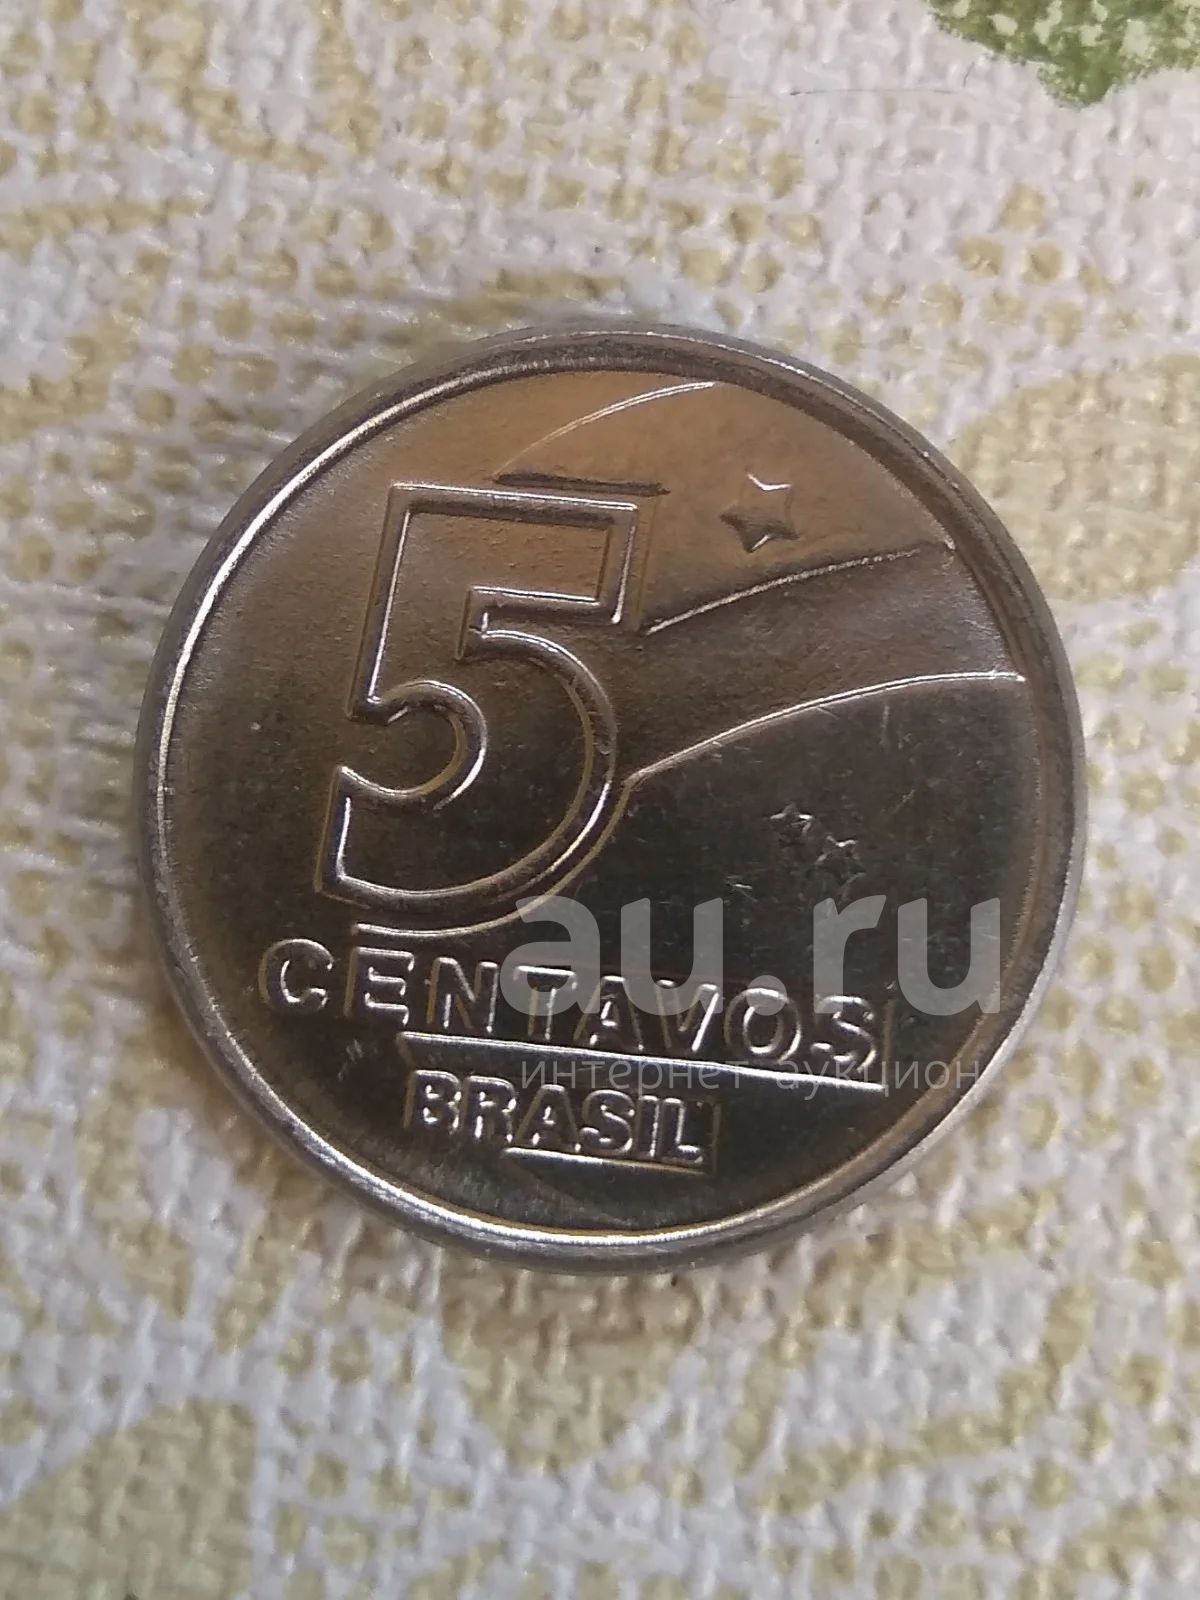 5
CENTAVOS
BRASIL
au.ru
интернет аукцион